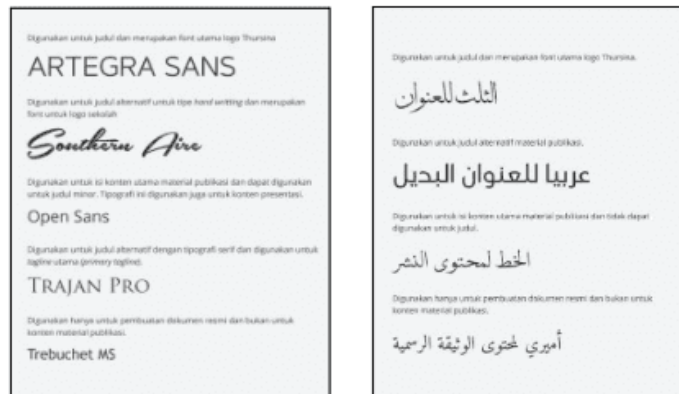 Digunakan untuk judul dan merupakan font utama logo Thursina
ARTEGRA SANS
Digunakan untuk judul alternatif untuk tipe hand writting dan merupakan
font untuk logo sekolah
Southern Aire
Digunakan untuk isi konten utama material publikasi dan dapat digunakan
untuk judul minor. Tipografi ini digunakan juga untuk konten presentasi.
Open Sans
Digunakan untuk judul alternatif dengan tipografi serif dan digunakan untuk
tagline utama (primary tagline).
TRAJAN PRO
Digunakan hanya untuk pembuatan dokumen resmi dan bukan untuk
konten material publikasi.
Trebuchet MS
Digunakan untuk judul dan merupakan font utama logo Thursina.
الثلث للعنوان
Digunakan untuk judul alternatif material publikasi.
عربيا للعنوان البديل
Digunakan untuk isi konten utama material publikasi dan tidak dapat
digunakan untuk judul.
الخط لمحتوى النشر
Digunakan hanya untuk pembuatan dokumen resmi dan bukan untuk
konten material publikasi.
أميري لمحتوى الوثيقة الرسمية